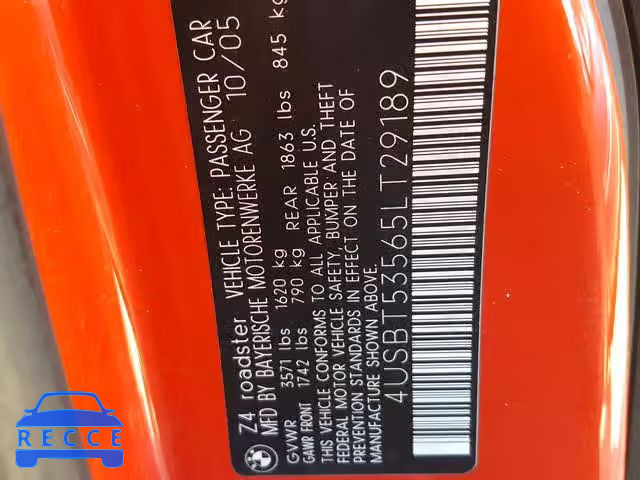 Z4 roadster VEHICLE TYPE: PASSENGER CAR
MFD BY BAYERISCHE MOTORENWERKE AG 10/05
GVWR 3571 lbs 1620 kg
GAWR FRONT 1742 lbs 790 kg REAR 1863 lbs 845 kg
THIS VEHICLE CONFORMS TO ALL APPLICABLE U.S.
FEDERAL MOTOR VEHICLE SAFETY, BUMPER AND THEFT
PREVENTION STANDARDS IN EFFECT ON THE DATE OF
MANUFACTURE SHOWN ABOVE.
4USBT53565LT29189
RECCE